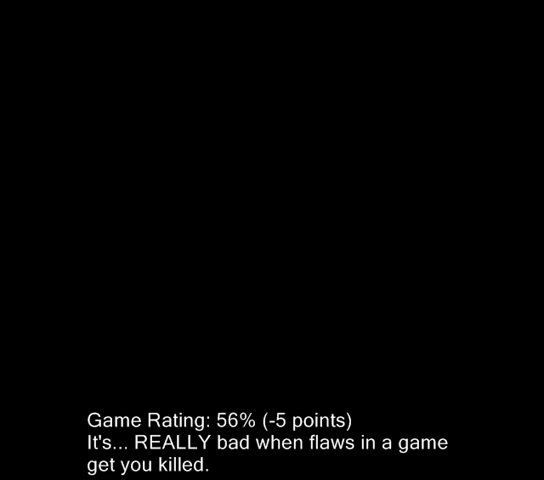 Game Rating: 56% (-5 points)
It's... REALLY bad when flaws in a game
get you killed.